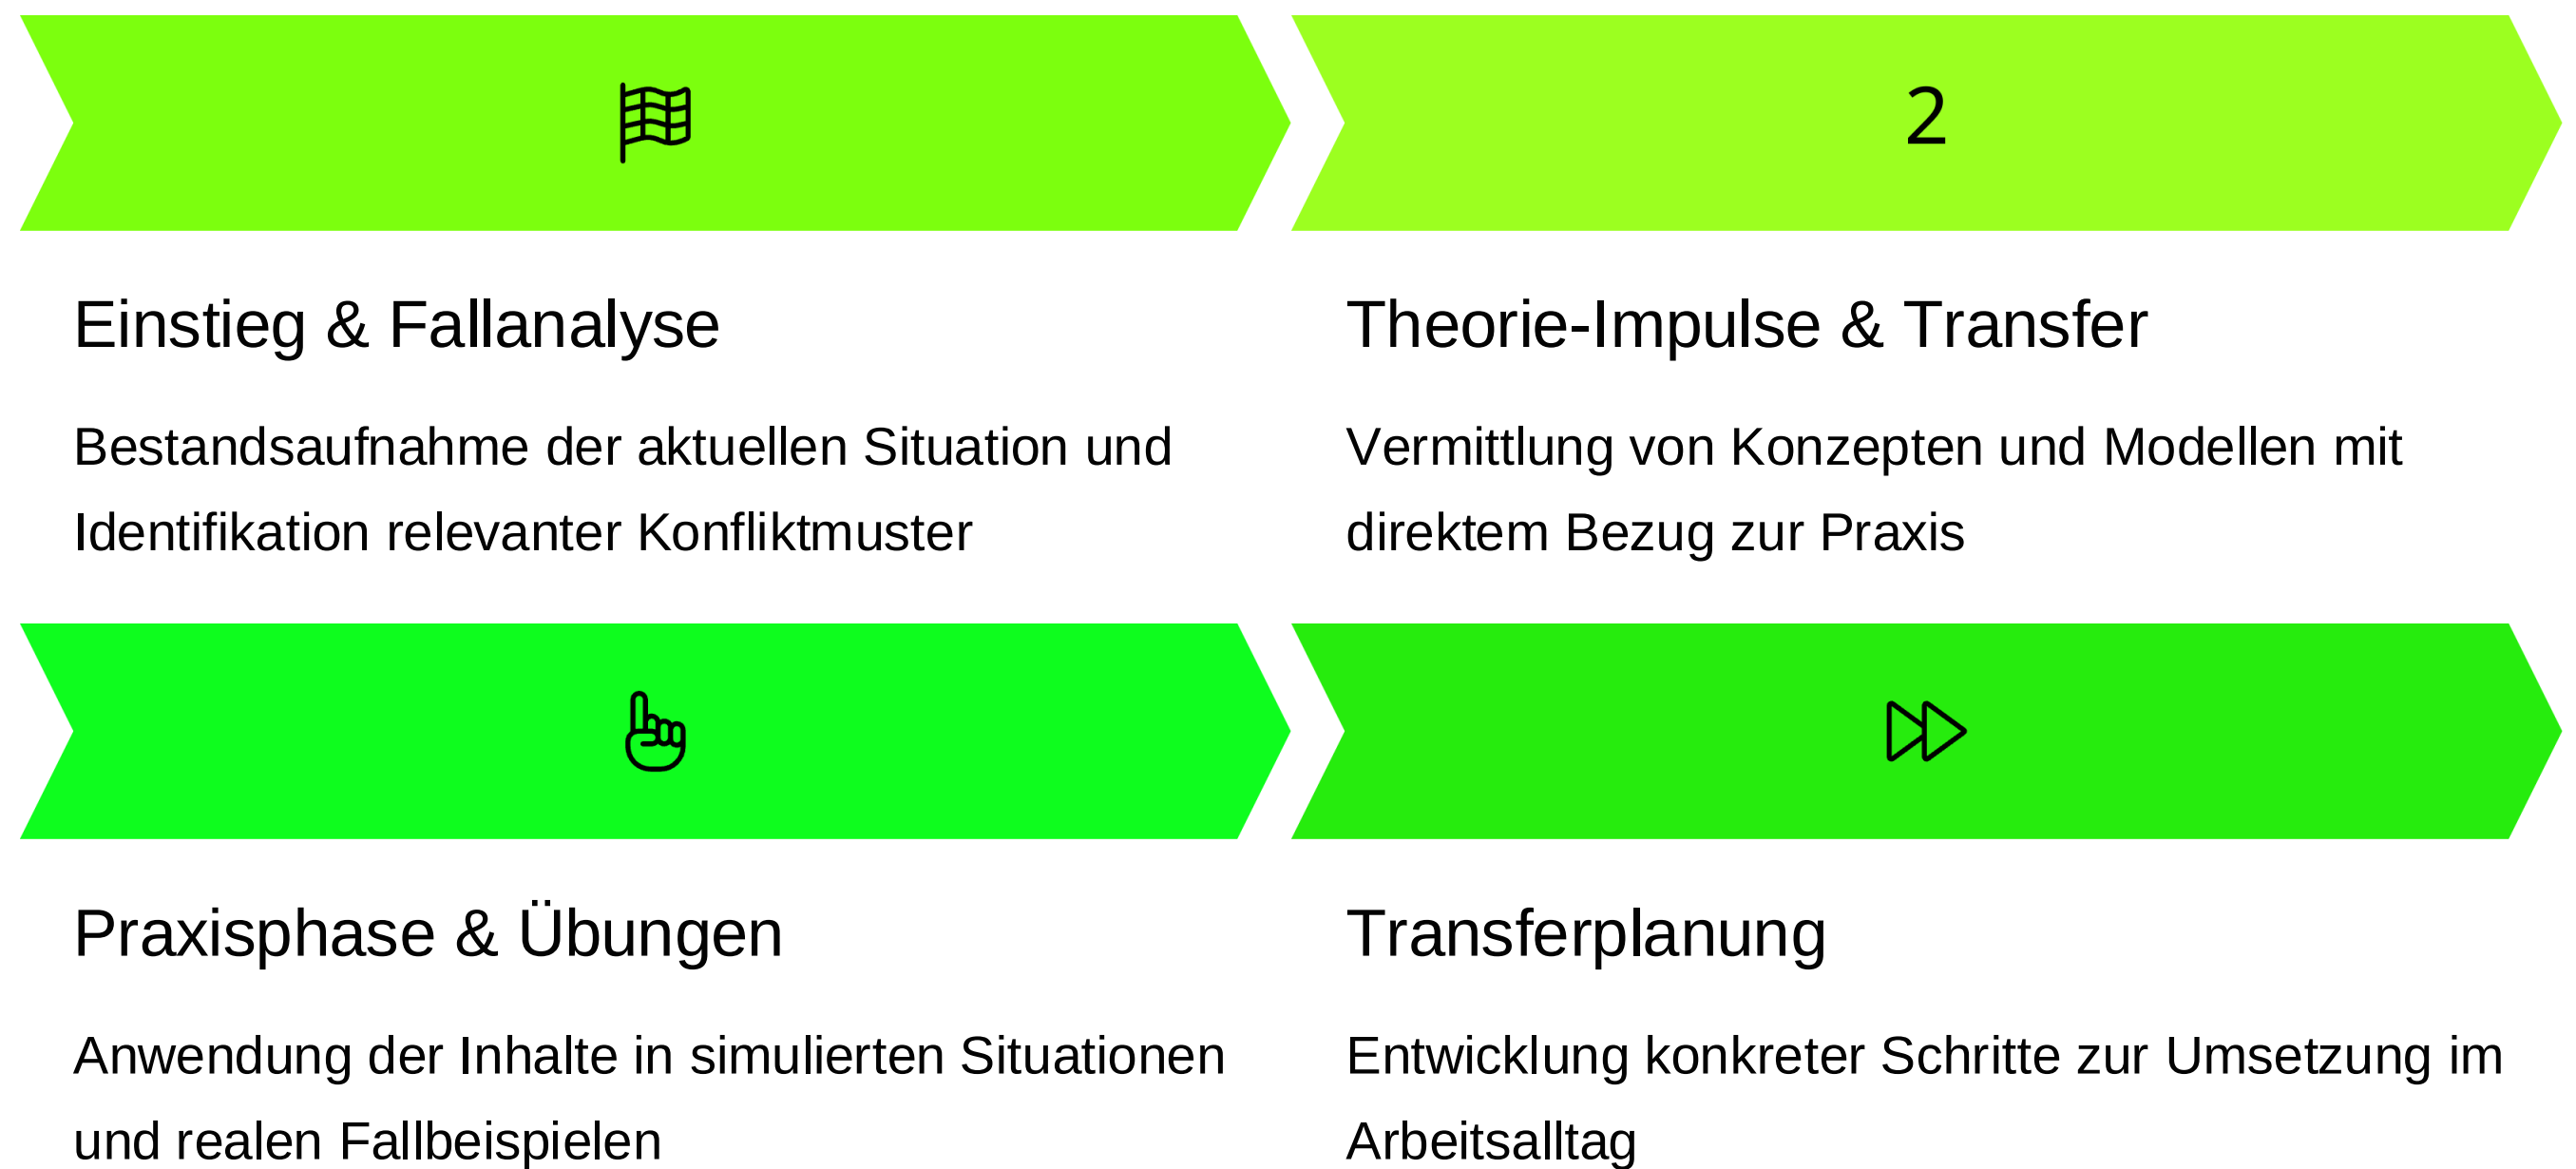 2
Einstieg & Fallanalyse
Bestandsaufnahme der aktuellen Situation und
Identifikation relevanter Konfliktmuster
Theorie-Impulse & Transfer
Vermittlung von Konzepten und Modellen mit
direktem Bezug zur Praxis
Praxisphase & Übungen
Anwendung der Inhalte in simulierten Situationen
und realen Fallbeispielen
Transferplanung
Entwicklung konkreter Schritte zur Umsetzung im
Arbeitsalltag